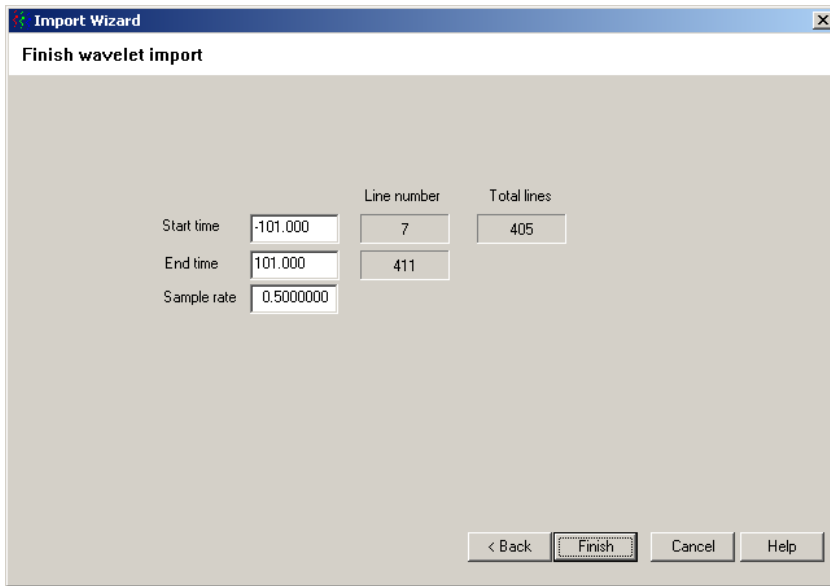 Import Wizard
Finish wavelet import
Line number Total lines
Start time -101.000 7 405
End time 101.000 411
Sample rate 0.5000000
< Back Finish Cancel Help